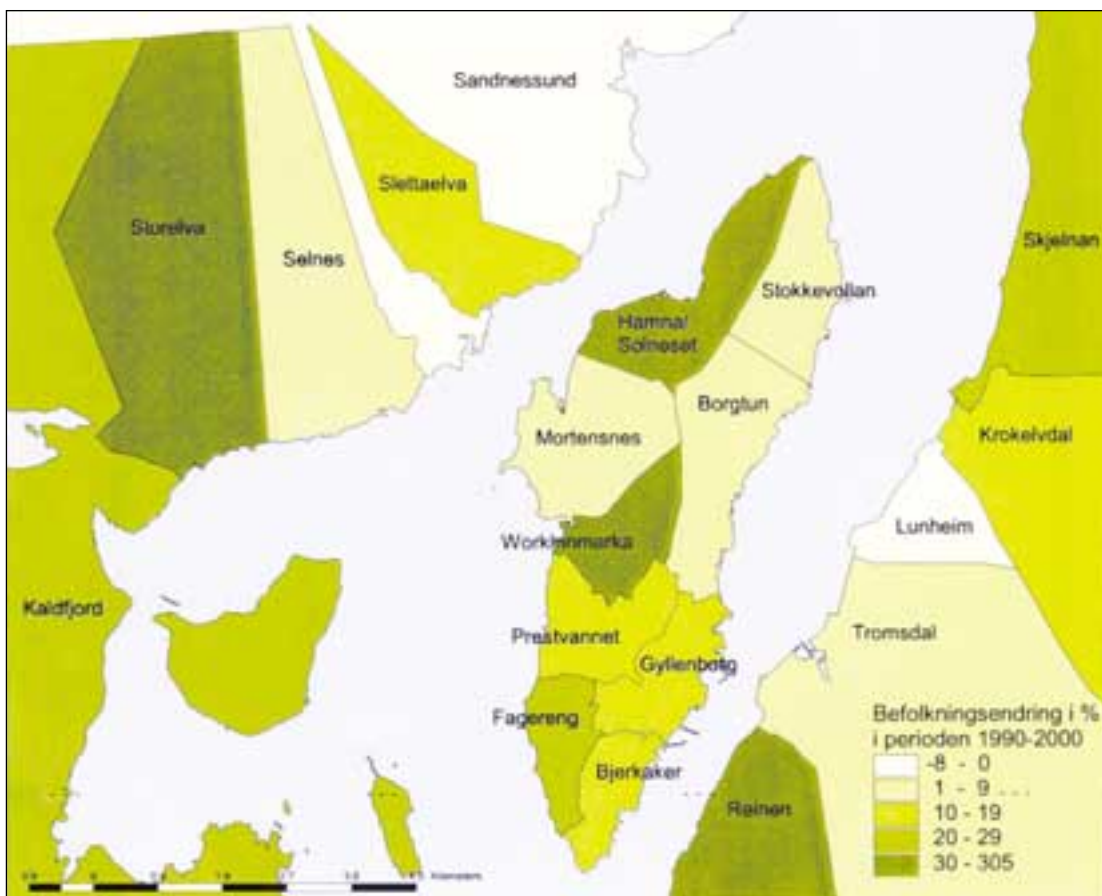 Sandnessund
Slettaelva
Storelva
Selnes
Skjelnan
Stokkevollan
Hamna/
Solneset
Borgtun
Mortensnes
Krokelvdal
Lunheim
Workinnmarka
Kaldfjord
Prestvannet
Tromsdal
Gyllenborg
Fagereng
Bjerkaker
Reinen
Befolkningsendring i %
i perioden 1990-2000
-8 - 0
1 - 9
10 - 19
20 - 29
30 - 305